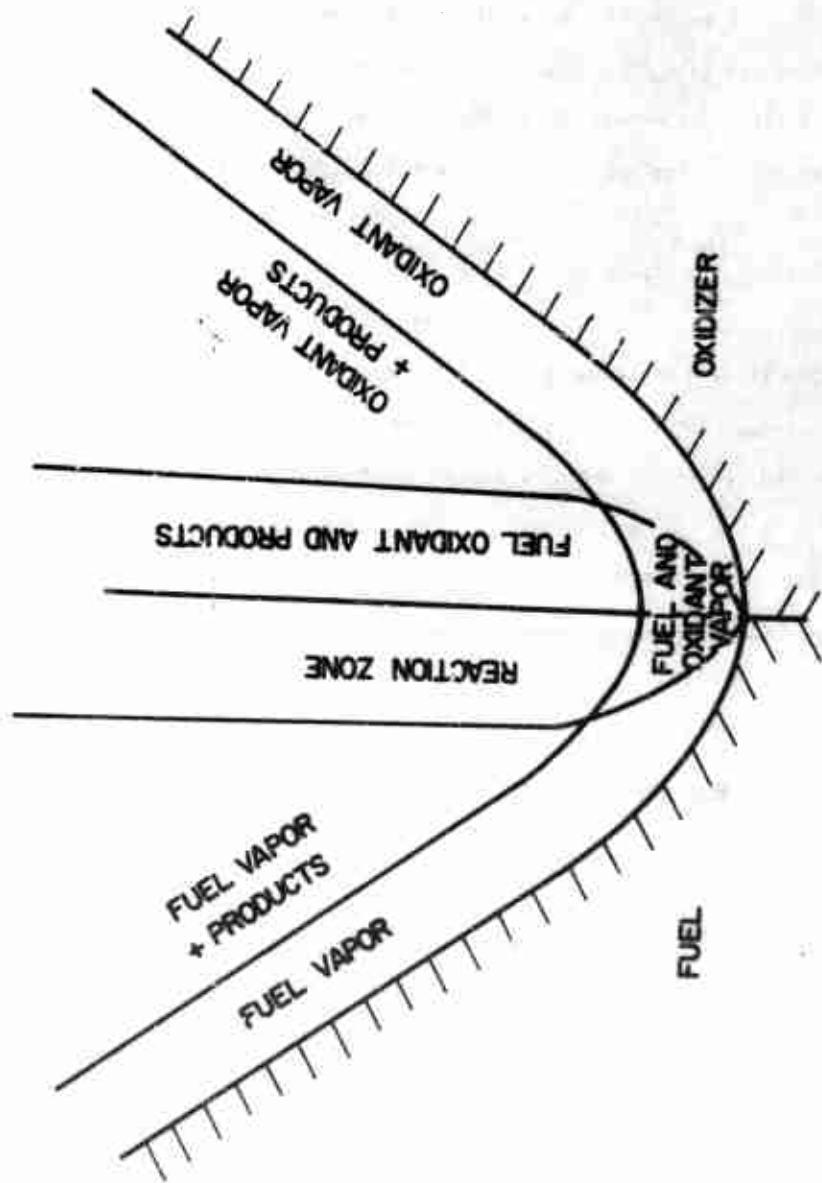 OXIDANT VAPOR
OXIDANT VAPOR
+ PRODUCTS
FUEL OXIDANT AND PRODUCTS
REACTION ZONE
FUEL VAPOR
+ PRODUCTS
FUEL VAPOR
FUEL AND
OXIDANT
VAPOR
OXIDIZER
FUEL